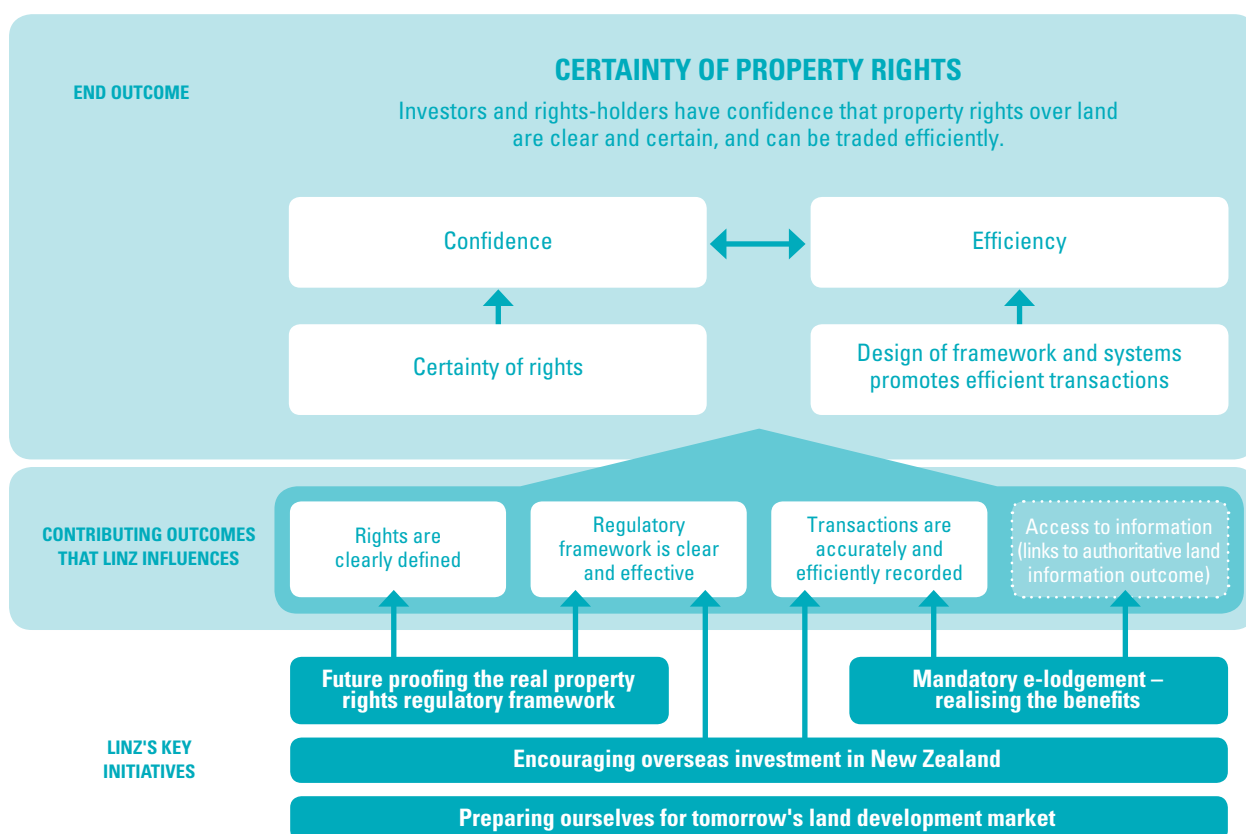 END OUTCOME
CERTAINTY OF PROPERTY RIGHTS
Investors and rights-holders have confidence that property rights over land
are clear and certain, and can be traded efficiently.
Confidence
Efficiency
Certainty of rights
Design of framework and systems
promotes efficient transactions
CONTRIBUTING OUTCOMES
THAT LINZ INFLUENCES
Rights are
clearly defined
Regulatory
framework is clear
and effective
Transactions are
accurately and
efficiently recorded
Access to information
(links to authoritative land
information outcome)
LINZ'S KEY
INITIATIVES
Future proofing the real property
rights regulatory framework
Mandatory e-lodgement –
realising the benefits
Encouraging overseas investment in New Zealand
Preparing ourselves for tomorrow's land development market